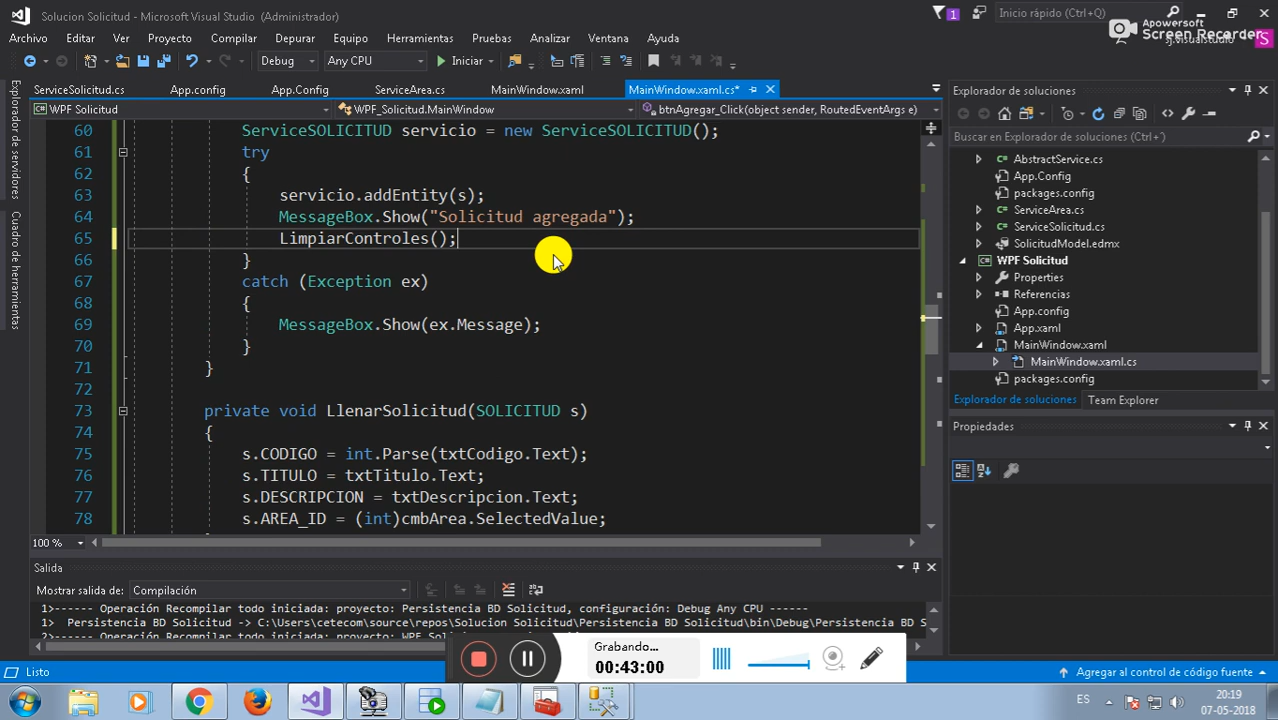 Solucion Solicitud - Microsoft Visual Studio (Administrador)
1
Inicio rápido (Ctrl+Q)
Apowersoft
Screen Recorder
Archivo Editar Ver Proyecto Compilar Depurar Equipo Herramientas Pruebas Analizar Ventana Ayuda
sj.visualstudio
S
Debug Any CPU Iniciar
ServiceSolicitud.cs App.config App.Config ServiceArea.cs MainWindow.xaml MainWindow.xaml.cs*
WPF Solicitud WPF_Solicitud.MainWindow btnAgregar_Click(object sender, RoutedEventArgs e)
Explorador de servidores
Cuadro de herramientas
60 ServiceSOLICITUD servicio = new ServiceSOLICITUD();
61 try
62 {
63 servicio.addEntity(s);
64 MessageBox.Show("Solicitud agregada");
65 LimpiarControles();
66 }
67 catch (Exception ex)
68 {
69 MessageBox.Show(ex.Message);
70 }
71 }
72
73 private void LlenarSolicitud(SOLICITUD s)
74 {
75 s.CODIGO = int.Parse(txtCodigo.Text);
76 s.TITULO = txtTitulo.Text;
77 s.DESCRIPCION = txtDescripcion.Text;
78 s.AREA_ID = (int)cmbArea.SelectedValue;
100 %
Explorador de soluciones
Buscar en Explorador de soluciones (Ctrl+´)
AbstractService.cs
App.Config
packages.config
ServiceArea.cs
ServiceSolicitud.cs
SolicitudModel.edmx
WPF Solicitud
Properties
Referencias
App.config
App.xaml
MainWindow.xaml
MainWindow.xaml.cs
packages.config
Explorador de soluciones Team Explorer
Propiedades
Salida
Mostrar salida de: Compilación
1>------ Operación Recompilar todo iniciada: proyecto: Persistencia BD Solicitud, configuración: Debug Any CPU ------
1> Persistencia BD Solicitud -> C:\Users\cetecom\source\repos\Solucion Solicitud\Persistencia BD Solicitud\bin\Debug\Persistencia BD S
Grabando...
00:43:00
Listo
Agregar al control de código fuente
ES
20:19
07-05-2018